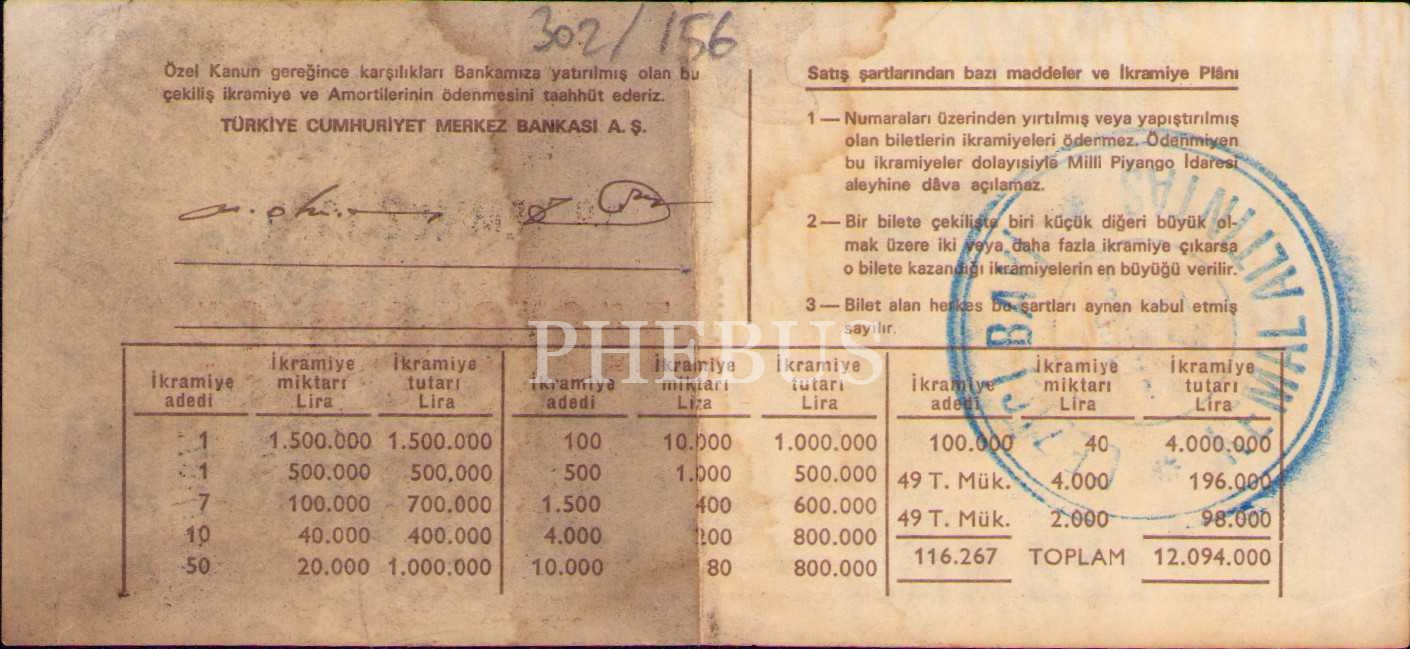 302/156
Özel Kanun gereğince karşılıkları Bankamıza yatırılmış olan bu
çekiliş ikramiye ve Amortilerinin ödenmesini taahhüt ederiz.
TÜRKİYE CUMHURİYET MERKEZ BANKASI A. Ş.
Satış şartlarından bazı maddeler ve İkramiye Plânı
1 — Numaraları üzerinden yırtılmış veya yapıştırılmış
olan biletlerin ikramiyeleri ödenmez. Ödenmiyen
bu ikramiyeler dolayısiyle Milli Piyango İdaresi
aleyhine dâva açılamaz.
2 — Bir bilete çekilişte biri küçük diğeri büyük ol-
mak üzere iki veya daha fazla ikramiye çıkarsa
o bilete kazandığı ikramiyelerin en büyüğü verilir.
3 — Bilet alan herkes bu şartları aynen kabul etmiş
sayılır.
PHEBUS
KEMAL ALTINTAŞ
BAYİ
İkramiye adedi İkramiye miktarı Lira İkramiye tutarı Lira İkramiye adedi İkramiye miktarı Lira İkramiye tutarı Lira İkramiye adedi İkramiye miktarı Lira İkramiye tutarı Lira
1 1.500.000 1.500.000 100 10.000 1.000.000 100.000 40 4.000.000
1 500.000 500.000 500 1.000 500.000 49 T. Mük. 4.000 196.000
7 100.000 700.000 1.500 400 600.000 49 T. Mük. 2.000 98.000
10 40.000 400.000 4.000 200 800.000 116.267 TOPLAM 12.094.000
50 20.000 1.000.000 10.000 80 800.000